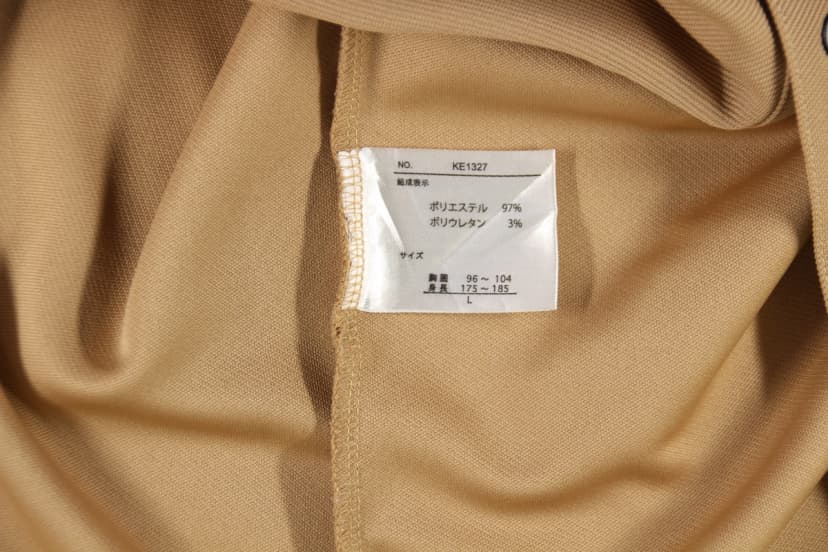 NO. KE1327
組成表示
ポリエステル 97%
ポリウレタン 3%
サイズ
胸囲 96～104
身長 175～185
L